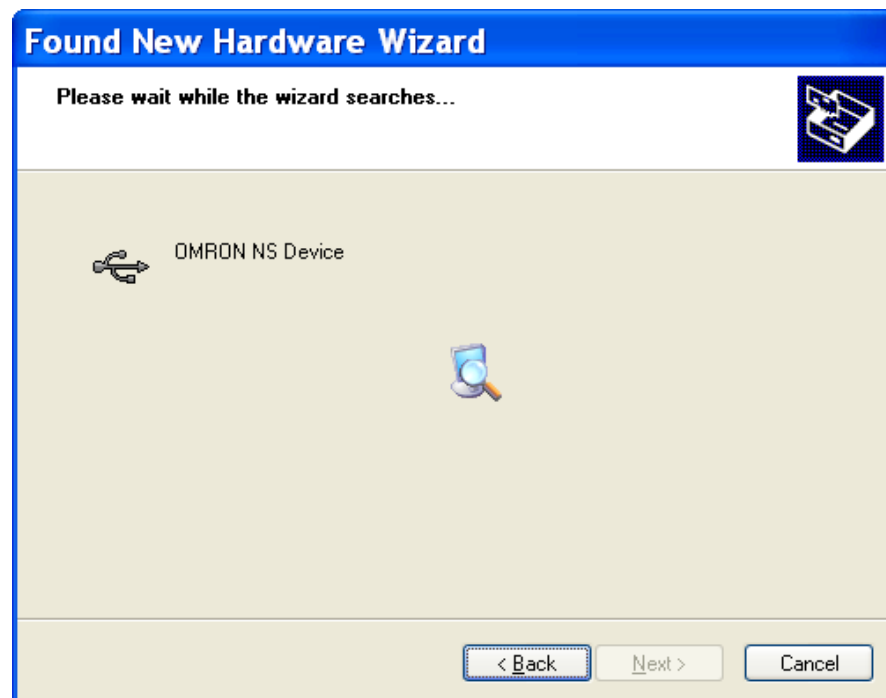 Found New Hardware Wizard
Please wait while the wizard searches...
OMRON NS Device
< Back
Next >
Cancel